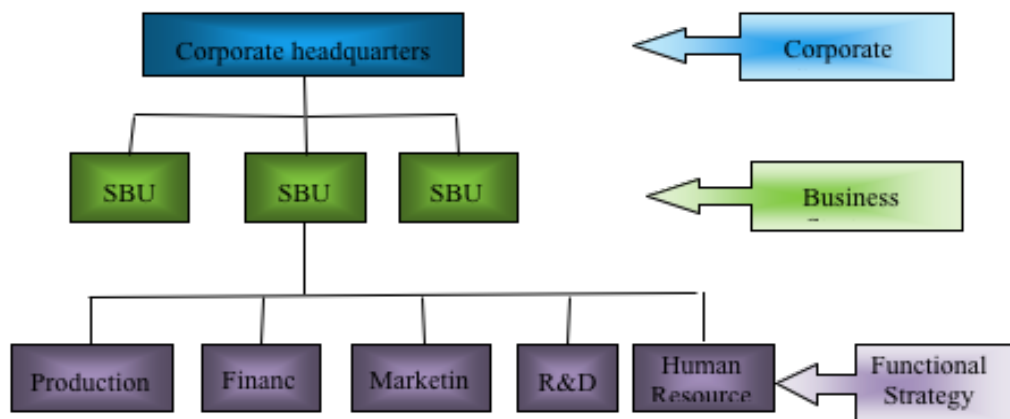 Corporate headquarters
Corporate
SBU
SBU
SBU
Business
Production
Financ
Marketin
R&D
Human
Resource
Functional
Strategy